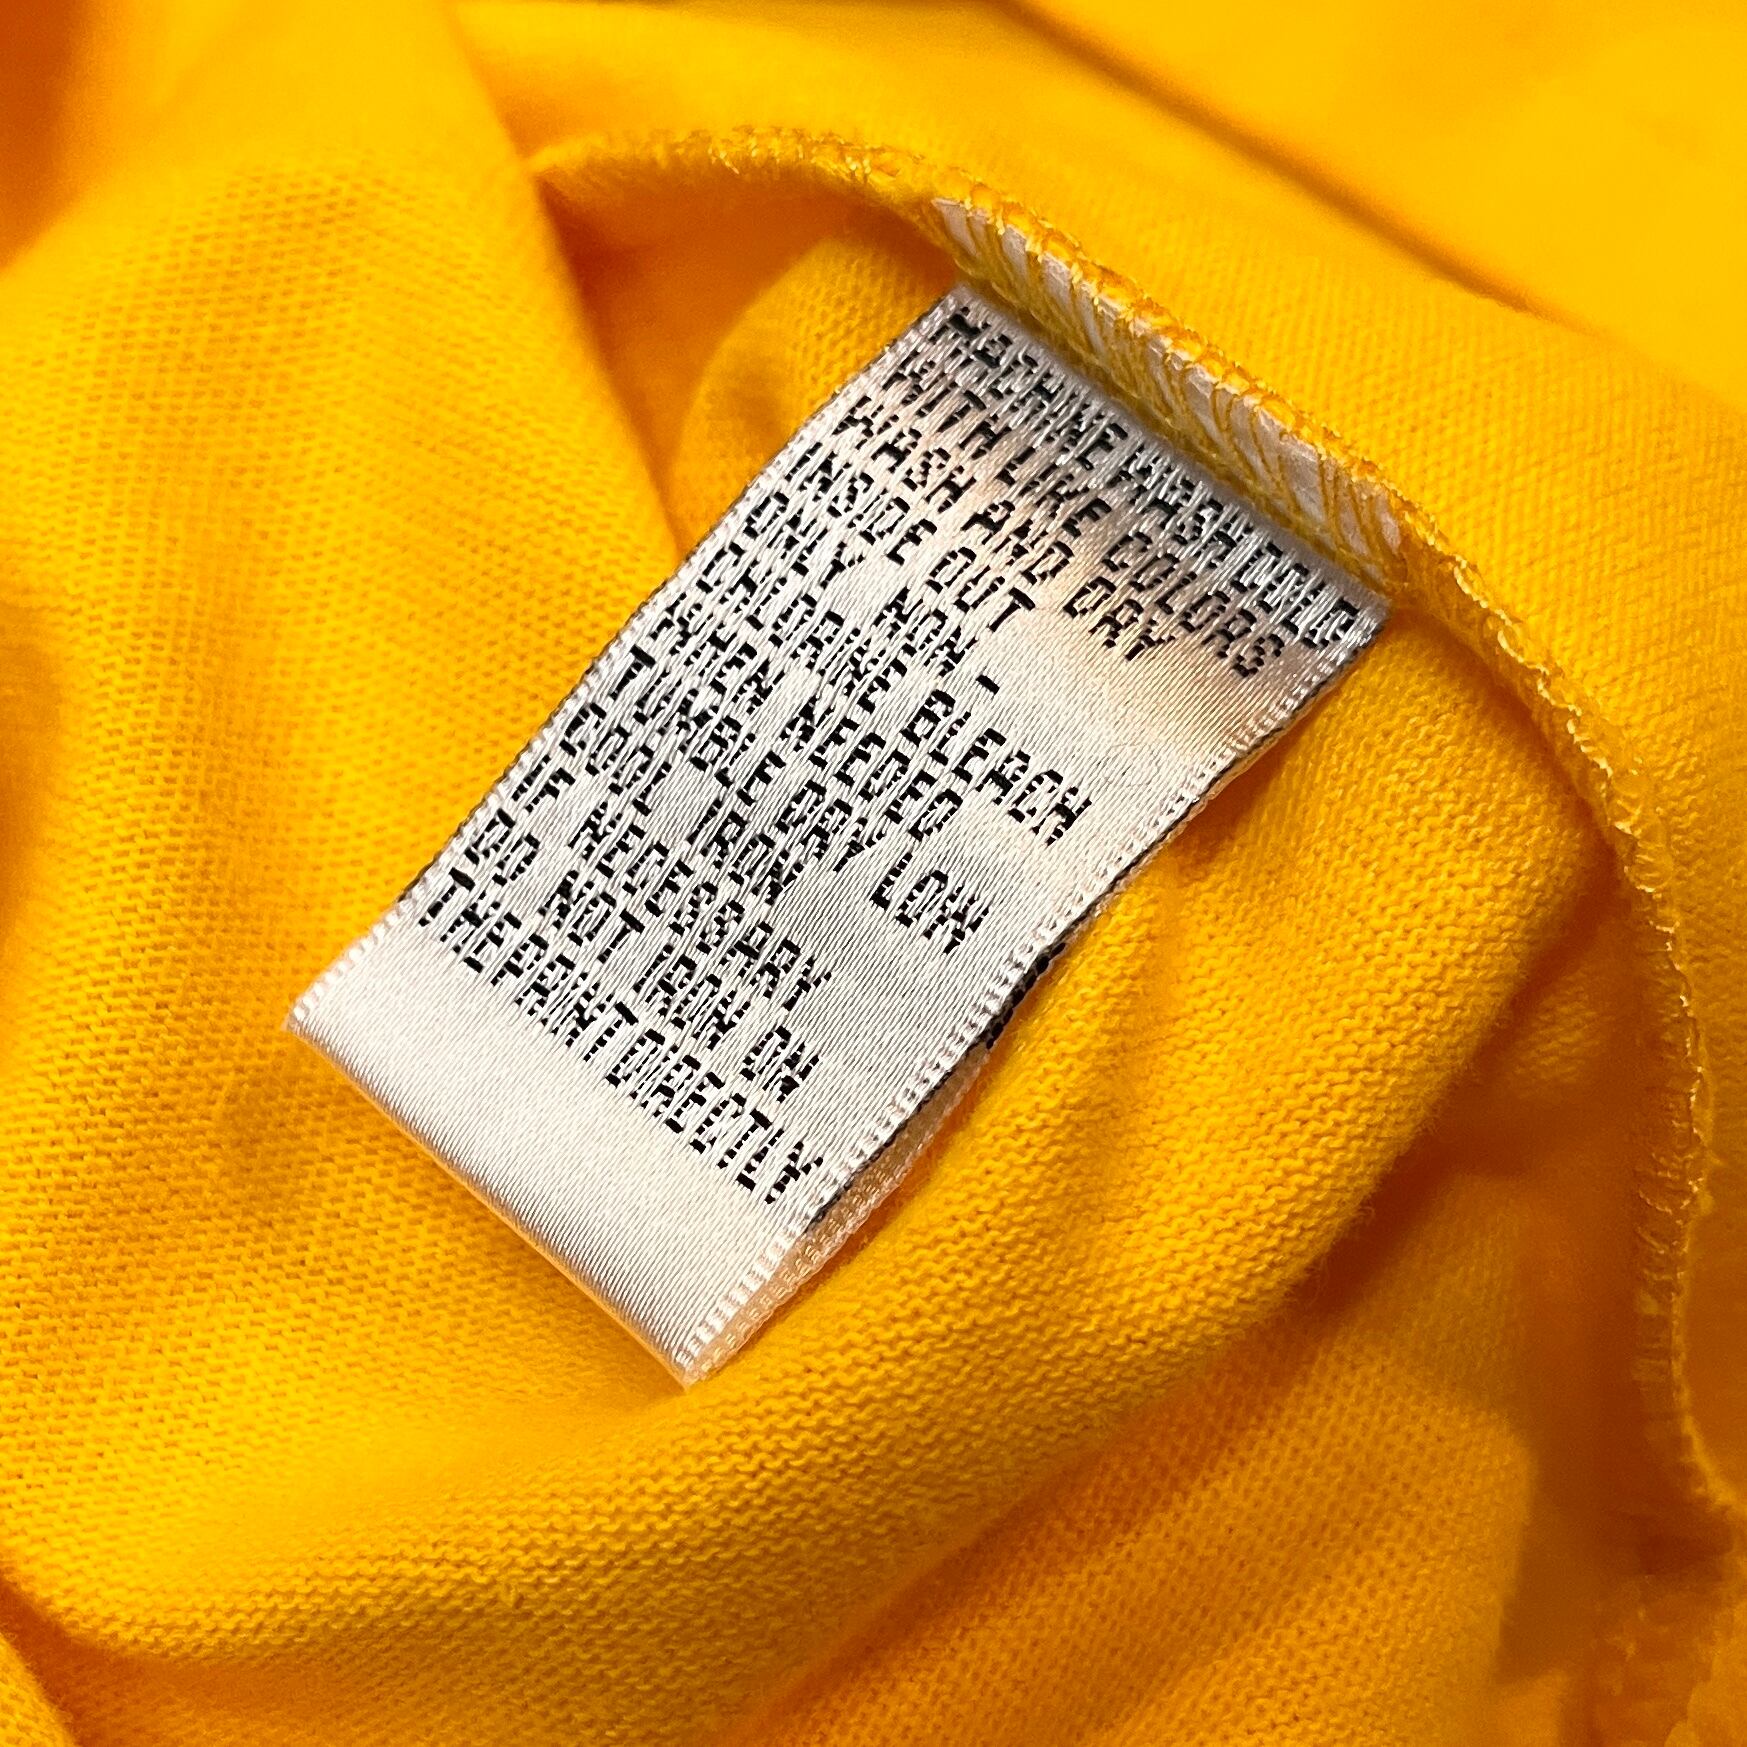 MACHINE WASH COLD
WITH LIKE COLORS
WASH AND DRY
INSIDE OUT
ONLY NON-
CHLORINE BLEACH
WHEN NEEDED
TUMBLE DRY LOW
COOL IRON
IF NECESSARY
DO NOT IRON ON
THE PRINT DIRECTLY